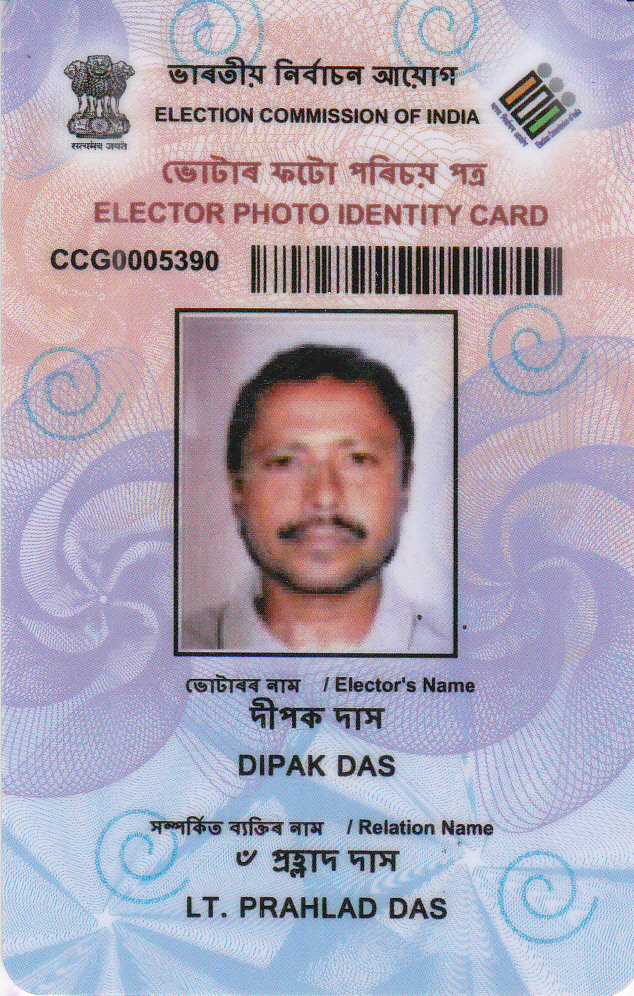 ভাৰতীয় নিৰ্বাচন আয়োগ
ELECTION COMMISSION OF INDIA
सत्यमेव जयते
ভোটাৰ ফটো পৰিচয় পত্ৰ
ELECTOR PHOTO IDENTITY CARD
CCG0005390
ভোটাৰৰ নাম / Elector's Name
দীপক দাস
DIPAK DAS
সম্পৰ্কিত ব্যক্তিৰ নাম / Relation Name
৺ প্ৰহ্লাদ দাস
LT. PRAHLAD DAS